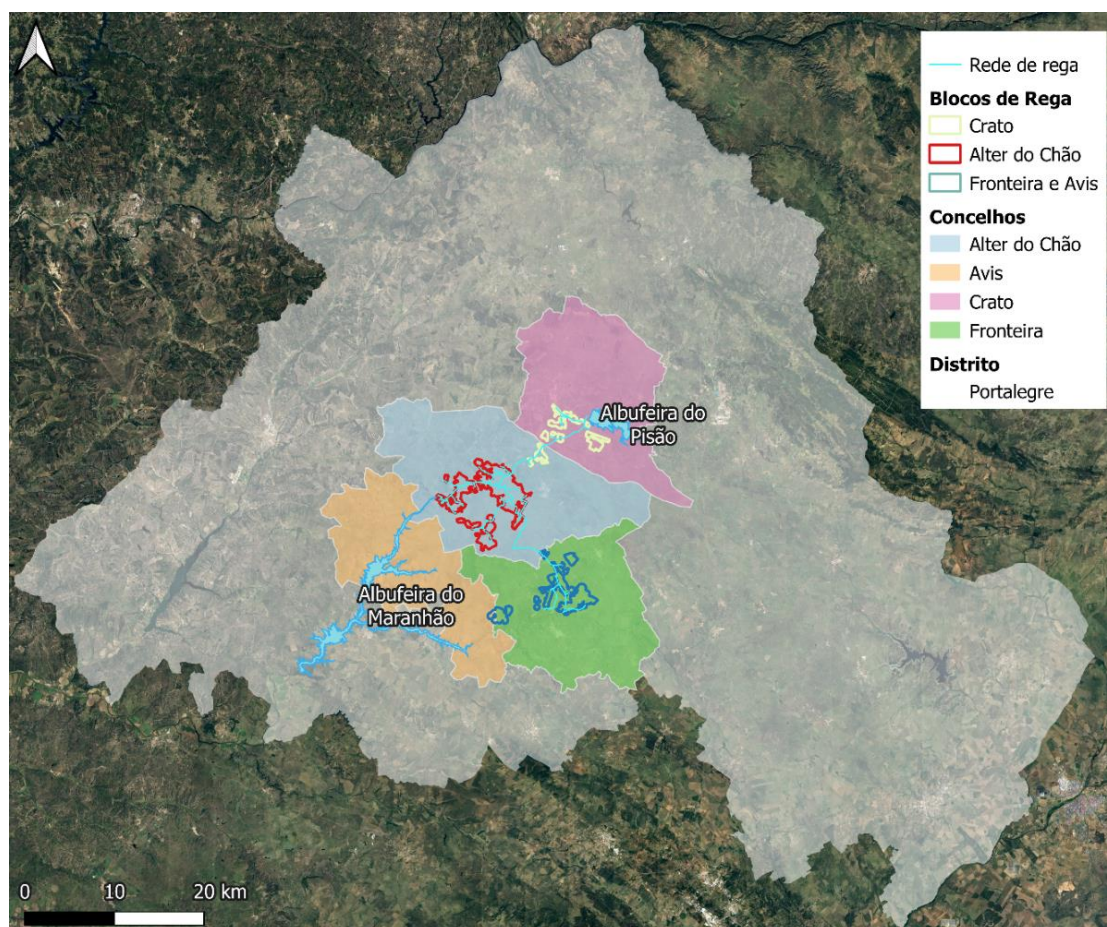 Rede de rega
Blocos de Rega
Crato
Alter do Chão
Fronteira e Avis
Concelhos
Alter do Chão
Avis
Crato
Fronteira
Distrito
Portalegre
Albufeira do
Pisão
Albufeira do
Maranhão
0 10 20 km